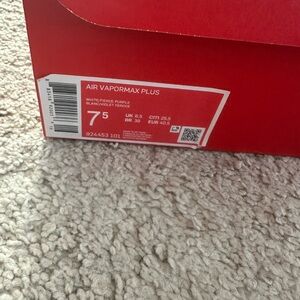 AIR VAPORMAX PLUS
WHITE/FIERCE PURPLE
BLANC/VIOLET FEROCE
7 5
UK 6.5 CM 25.5
BR 38 EUR 40.5
924453 101